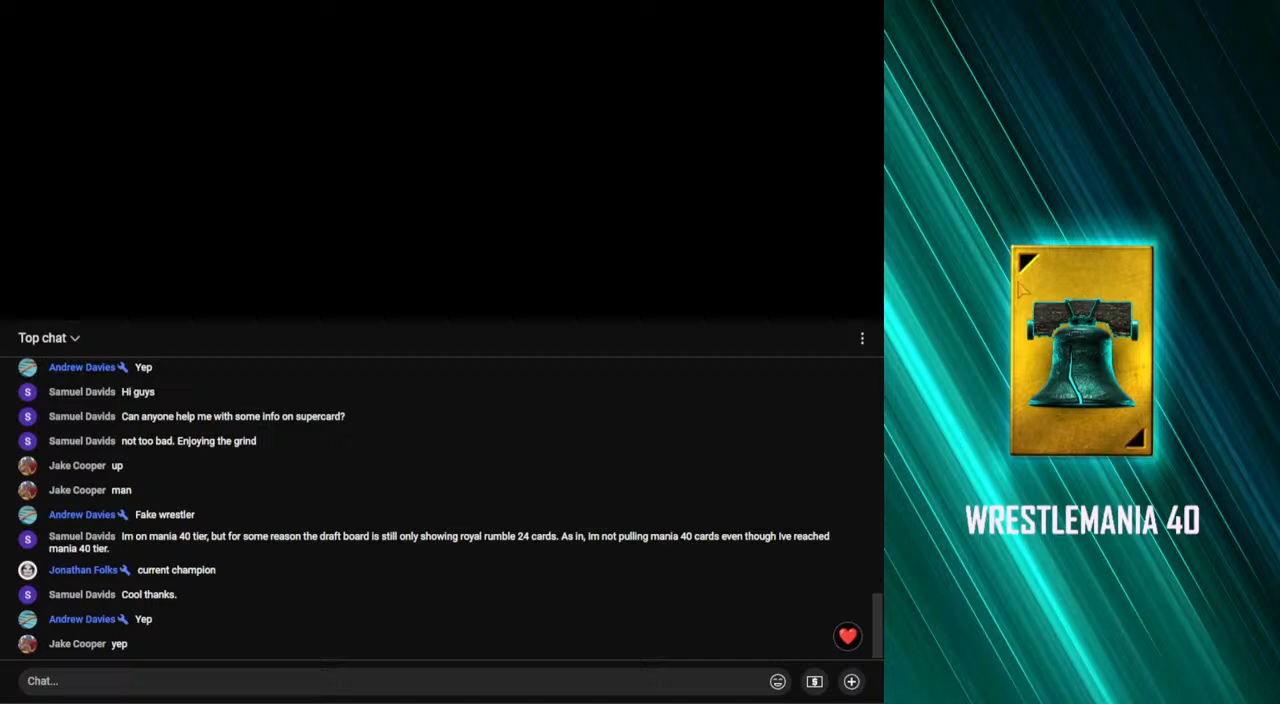 Top chat
Andrew Davies Yep
S Samuel Davids Hi guys
S Samuel Davids Can anyone help me with some info on supercard?
S Samuel Davids not too bad. Enjoying the grind
Jake Cooper up
Jake Cooper man
Andrew Davies Fake wrestler
S Samuel Davids Im on mania 40 tier, but for some reason the draft board is still only showing royal rumble 24 cards. As in, Im not pulling mania 40 cards even though Ive reached
mania 40 tier.
Jonathan Folks current champion
S Samuel Davids Cool thanks.
Andrew Davies Yep
Jake Cooper yep
Chat...
$
WRESTLEMANIA 40